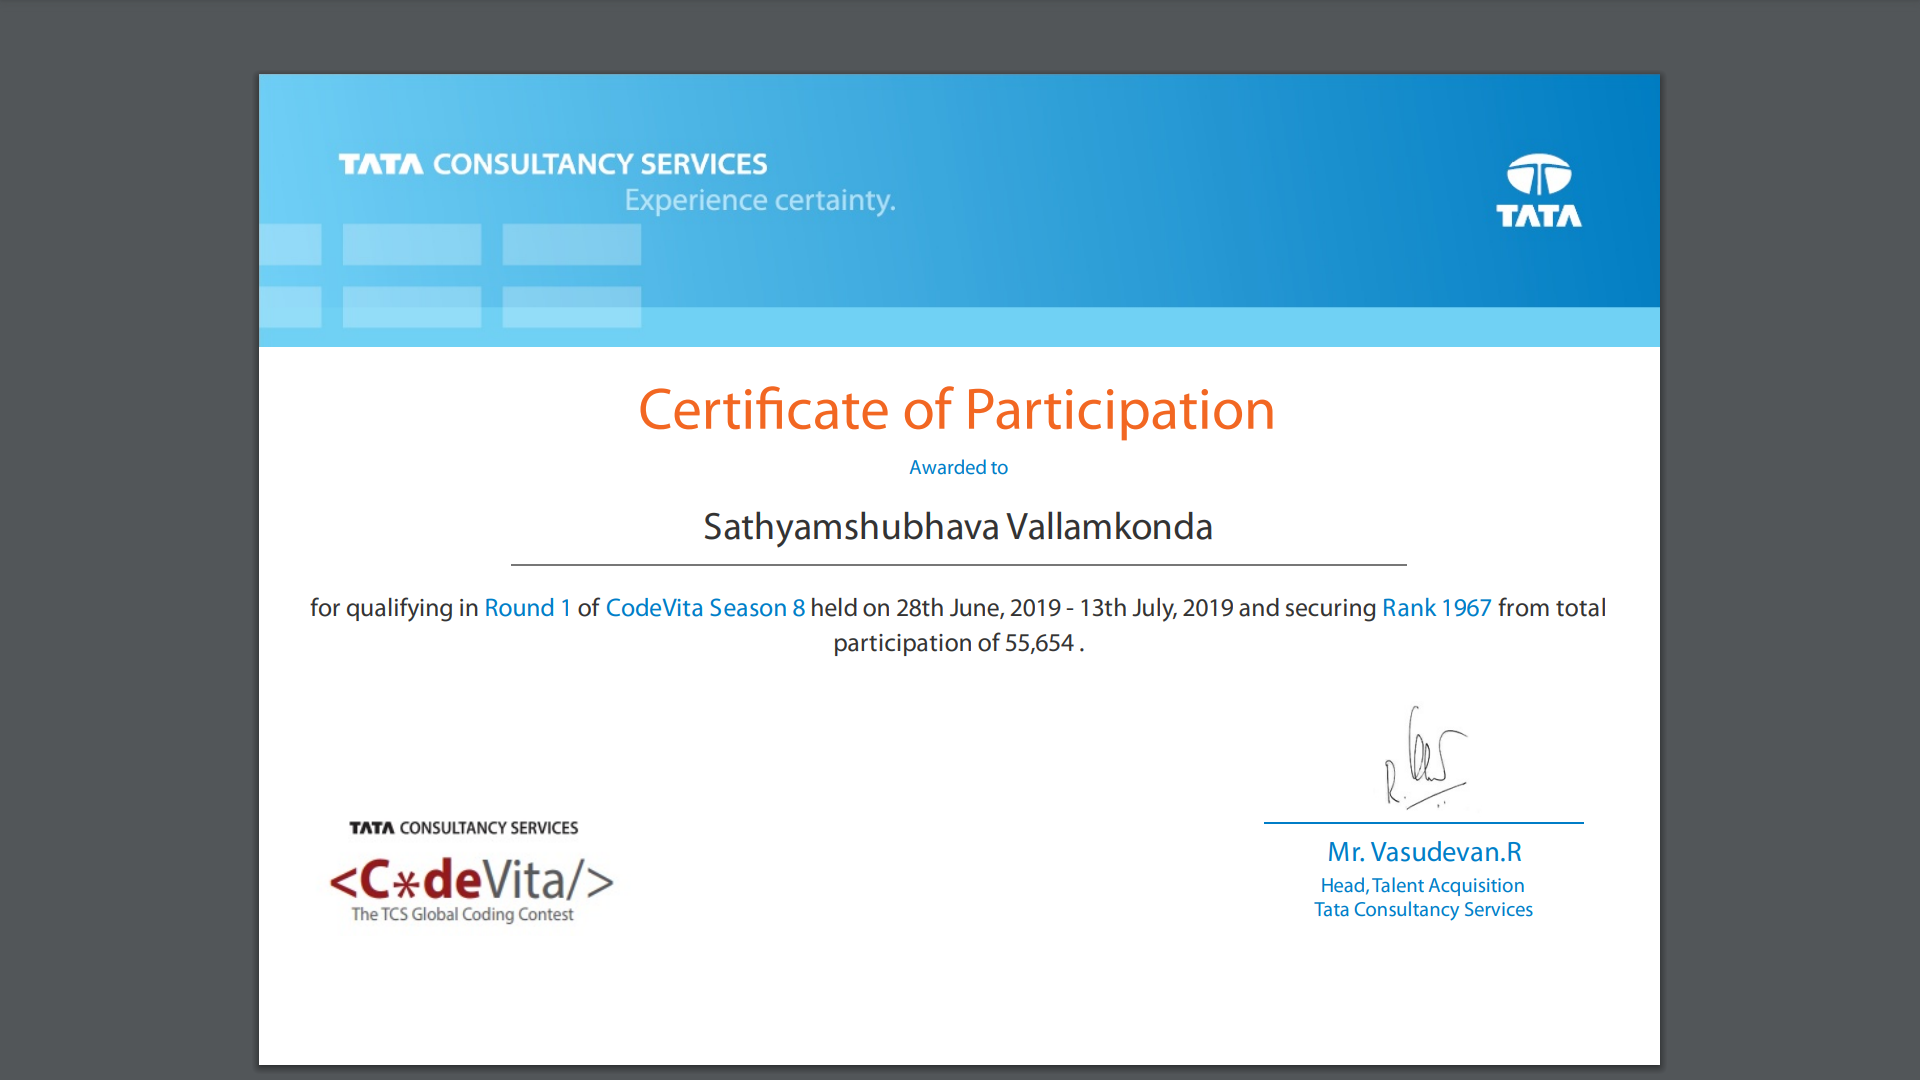 TATA CONSULTANCY SERVICES
Experience certainty.
TATA
Certificate of Participation
Awarded to
Sathyamshubhava Vallamkonda
for qualifying in Round 1 of CodeVita Season 8 held on 28th June, 2019 - 13th July, 2019 and securing Rank 1967 from total
participation of 55,654 .
TATA CONSULTANCY SERVICES
<C*deVita/>
The TCS Global Coding Contest
Mr. Vasudevan.R
Head, Talent Acquisition
Tata Consultancy Services